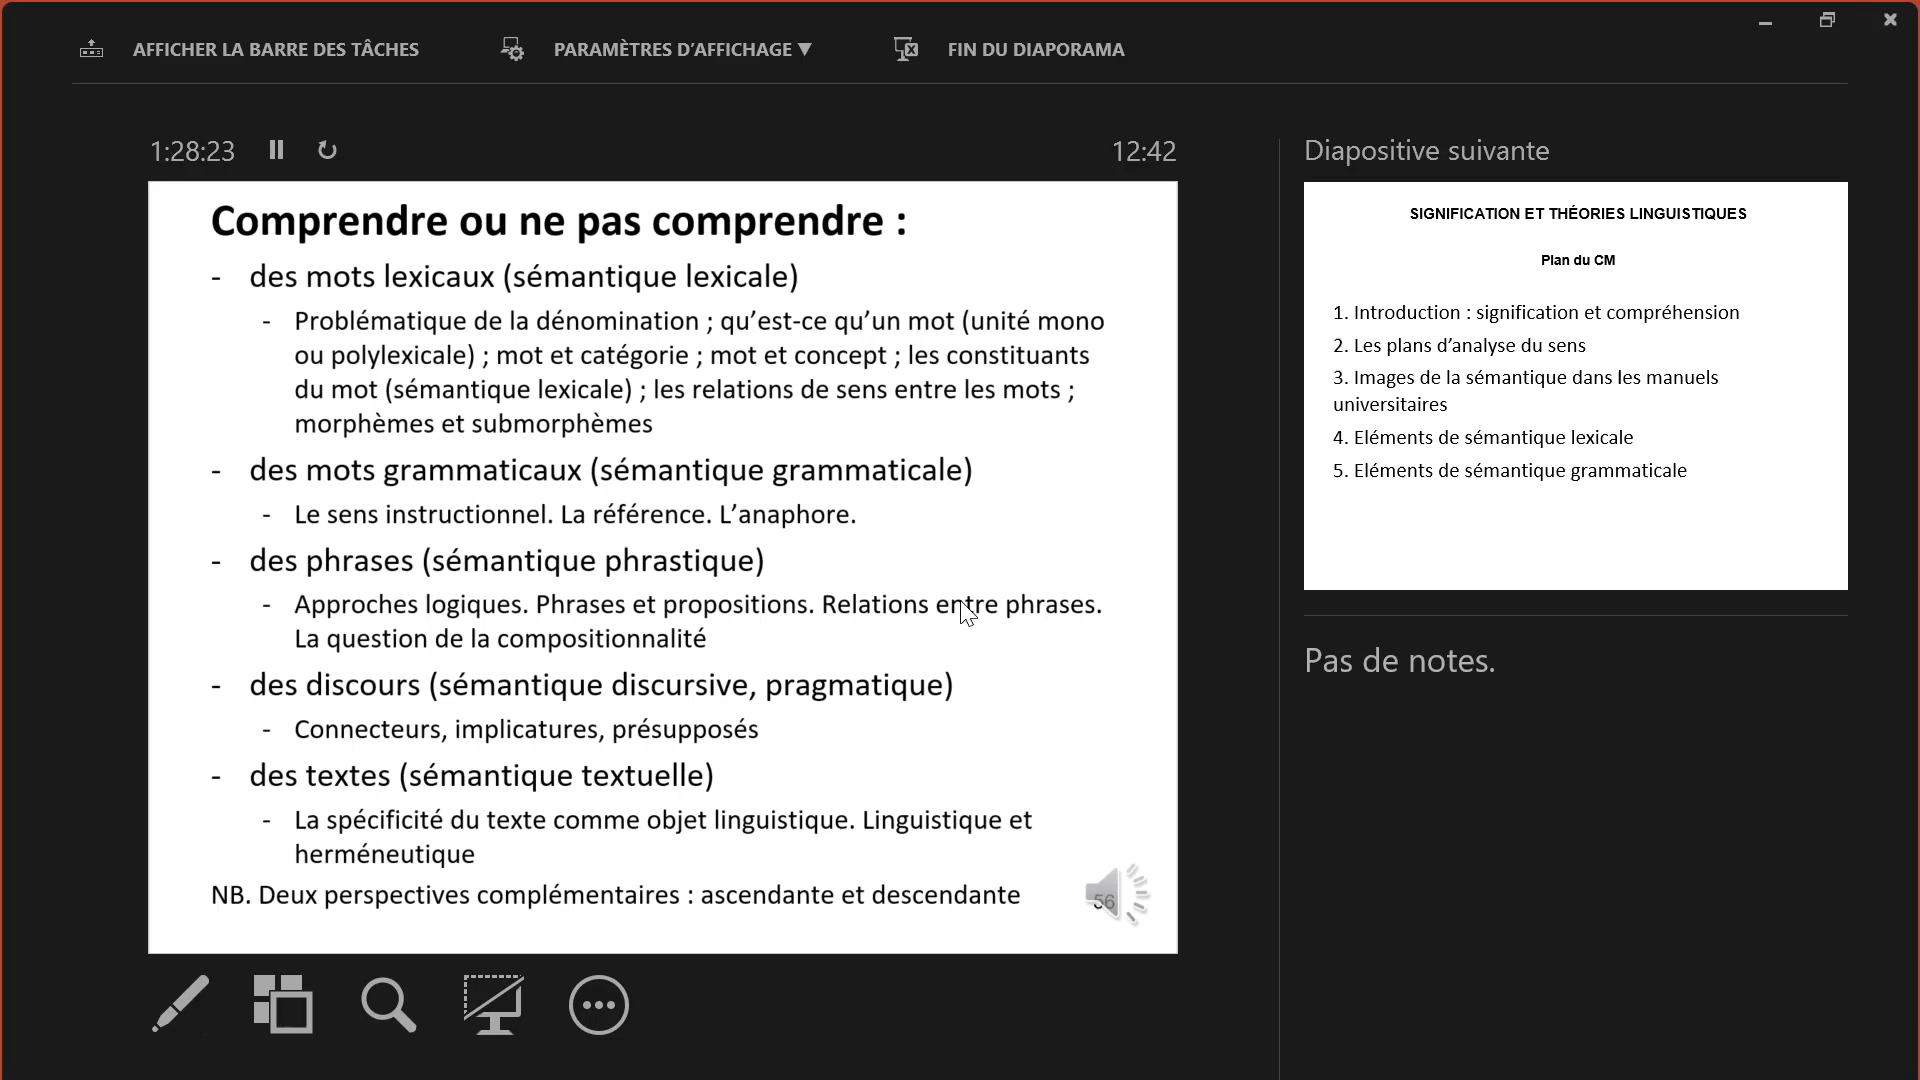 AFFICHER LA BARRE DES TÂCHES
PARAMÈTRES D'AFFICHAGE ▼
FIN DU DIAPORAMA
1:28:23
12:42
Comprendre ou ne pas comprendre :
- des mots lexicaux (sémantique lexicale)
- Problématique de la dénomination ; qu'est-ce qu'un mot (unité mono
ou polylexicale) ; mot et catégorie ; mot et concept ; les constituants
du mot (sémantique lexicale) ; les relations de sens entre les mots ;
morphèmes et submorphèmes
- des mots grammaticaux (sémantique grammaticale)
- Le sens instructionnel. La référence. L'anaphore.
- des phrases (sémantique phrastique)
- Approches logiques. Phrases et propositions. Relations entre phrases.
La question de la compositionnalité
- des discours (sémantique discursive, pragmatique)
- Connecteurs, implicatures, présupposés
- des textes (sémantique textuelle)
- La spécificité du texte comme objet linguistique. Linguistique et
herméneutique
NB. Deux perspectives complémentaires : ascendante et descendante
56
Diapositive suivante
SIGNIFICATION ET THÉORIES LINGUISTIQUES
Plan du CM
1. Introduction : signification et compréhension
2. Les plans d'analyse du sens
3. Images de la sémantique dans les manuels
universitaires
4. Eléments de sémantique lexicale
5. Eléments de sémantique grammaticale
Pas de notes.